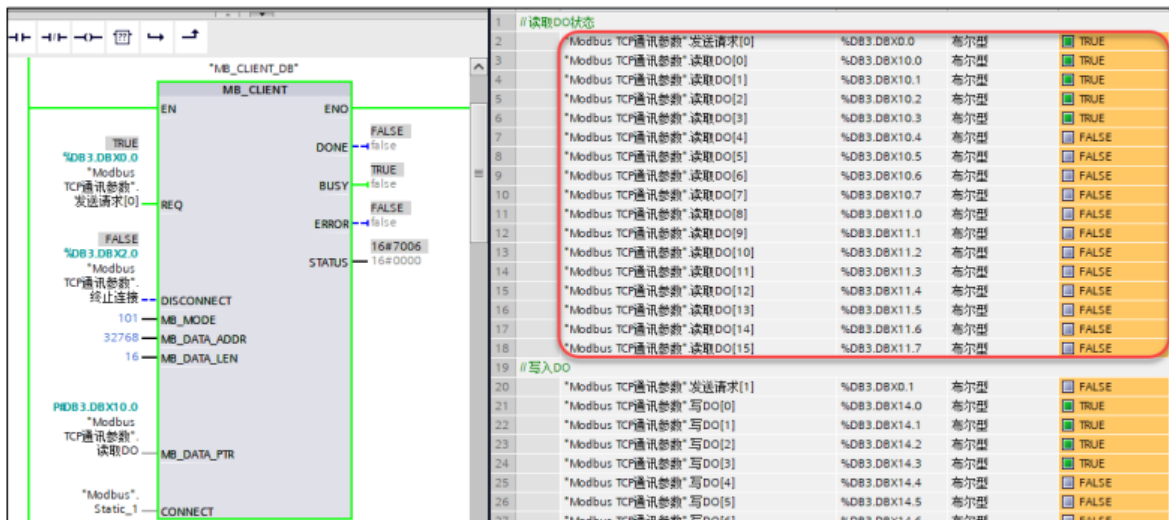 "MB_CLIENT_DB"
MB_CLIENT
EN
ENO
TRUE
%DB3.DBX0.0
"Modbus
TCP通讯参数".
发送请求[0]
REQ
FALSE
%DB3.DBX2.0
"Modbus
TCP通讯参数".
终止连接
DISCONNECT
101
MB_MODE
32768
MB_DATA_ADDR
16
MB_DATA_LEN
P#DB3.DBX10.0
"Modbus
TCP通讯参数".
读取DO
MB_DATA_PTR
"Modbus".
Static_1
CONNECT
FALSE
DONE
false
TRUE
BUSY
false
FALSE
ERROR
false
16#7006
STATUS
16#0000
1 //读取DO状态
2 "Modbus TCP通讯参数".发送请求[0] %DB3.DBX0.0 布尔型 TRUE
3 "Modbus TCP通讯参数".读取DO[0] %DB3.DBX10.0 布尔型 TRUE
4 "Modbus TCP通讯参数".读取DO[1] %DB3.DBX10.1 布尔型 TRUE
5 "Modbus TCP通讯参数".读取DO[2] %DB3.DBX10.2 布尔型 TRUE
6 "Modbus TCP通讯参数".读取DO[3] %DB3.DBX10.3 布尔型 TRUE
7 "Modbus TCP通讯参数".读取DO[4] %DB3.DBX10.4 布尔型 FALSE
8 "Modbus TCP通讯参数".读取DO[5] %DB3.DBX10.5 布尔型 FALSE
9 "Modbus TCP通讯参数".读取DO[6] %DB3.DBX10.6 布尔型 FALSE
10 "Modbus TCP通讯参数".读取DO[7] %DB3.DBX10.7 布尔型 FALSE
11 "Modbus TCP通讯参数".读取DO[8] %DB3.DBX11.0 布尔型 FALSE
12 "Modbus TCP通讯参数".读取DO[9] %DB3.DBX11.1 布尔型 FALSE
13 "Modbus TCP通讯参数".读取DO[10] %DB3.DBX11.2 布尔型 FALSE
14 "Modbus TCP通讯参数".读取DO[11] %DB3.DBX11.3 布尔型 FALSE
15 "Modbus TCP通讯参数".读取DO[12] %DB3.DBX11.4 布尔型 FALSE
16 "Modbus TCP通讯参数".读取DO[13] %DB3.DBX11.5 布尔型 FALSE
17 "Modbus TCP通讯参数".读取DO[14] %DB3.DBX11.6 布尔型 FALSE
18 "Modbus TCP通讯参数".读取DO[15] %DB3.DBX11.7 布尔型 FALSE
19 //写入DO
20 "Modbus TCP通讯参数".发送请求[1] %DB3.DBX0.1 布尔型 FALSE
21 "Modbus TCP通讯参数".写DO[0] %DB3.DBX14.0 布尔型 TRUE
22 "Modbus TCP通讯参数".写DO[1] %DB3.DBX14.1 布尔型 TRUE
23 "Modbus TCP通讯参数".写DO[2] %DB3.DBX14.2 布尔型 TRUE
24 "Modbus TCP通讯参数".写DO[3] %DB3.DBX14.3 布尔型 TRUE
25 "Modbus TCP通讯参数".写DO[4] %DB3.DBX14.4 布尔型 FALSE
26 "Modbus TCP通讯参数".写DO[5] %DB3.DBX14.5 布尔型 FALSE